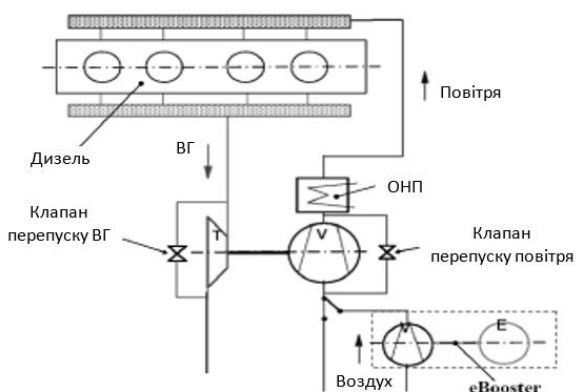 Повітря
Дизель
ВГ
ОНП
Клапан
перепуску ВГ
T
V
Клапан
перепуску повітря
V
E
Воздух
eBooster